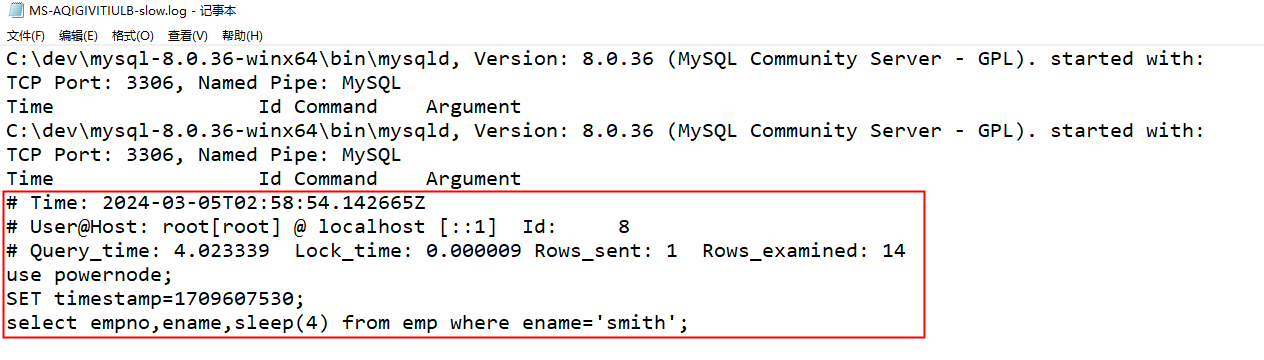 MS-AQIGIVITIULB-slow.log - 记事本
文件(F) 编辑(E) 格式(O) 查看(V) 帮助(H)
C:\dev\mysql-8.0.36-winx64\bin\mysqld, Version: 8.0.36 (MySQL Community Server - GPL). started with:
TCP Port: 3306, Named Pipe: MySQL
Time                 Id Command    Argument
C:\dev\mysql-8.0.36-winx64\bin\mysqld, Version: 8.0.36 (MySQL Community Server - GPL). started with:
TCP Port: 3306, Named Pipe: MySQL
Time                 Id Command    Argument
# Time: 2024-03-05T02:58:54.142665Z
# User@Host: root[root] @ localhost [::1]  Id:     8
# Query_time: 4.023339  Lock_time: 0.000009 Rows_sent: 1  Rows_examined: 14
use powernode;
SET timestamp=1709607530;
select empno,ename,sleep(4) from emp where ename='smith';